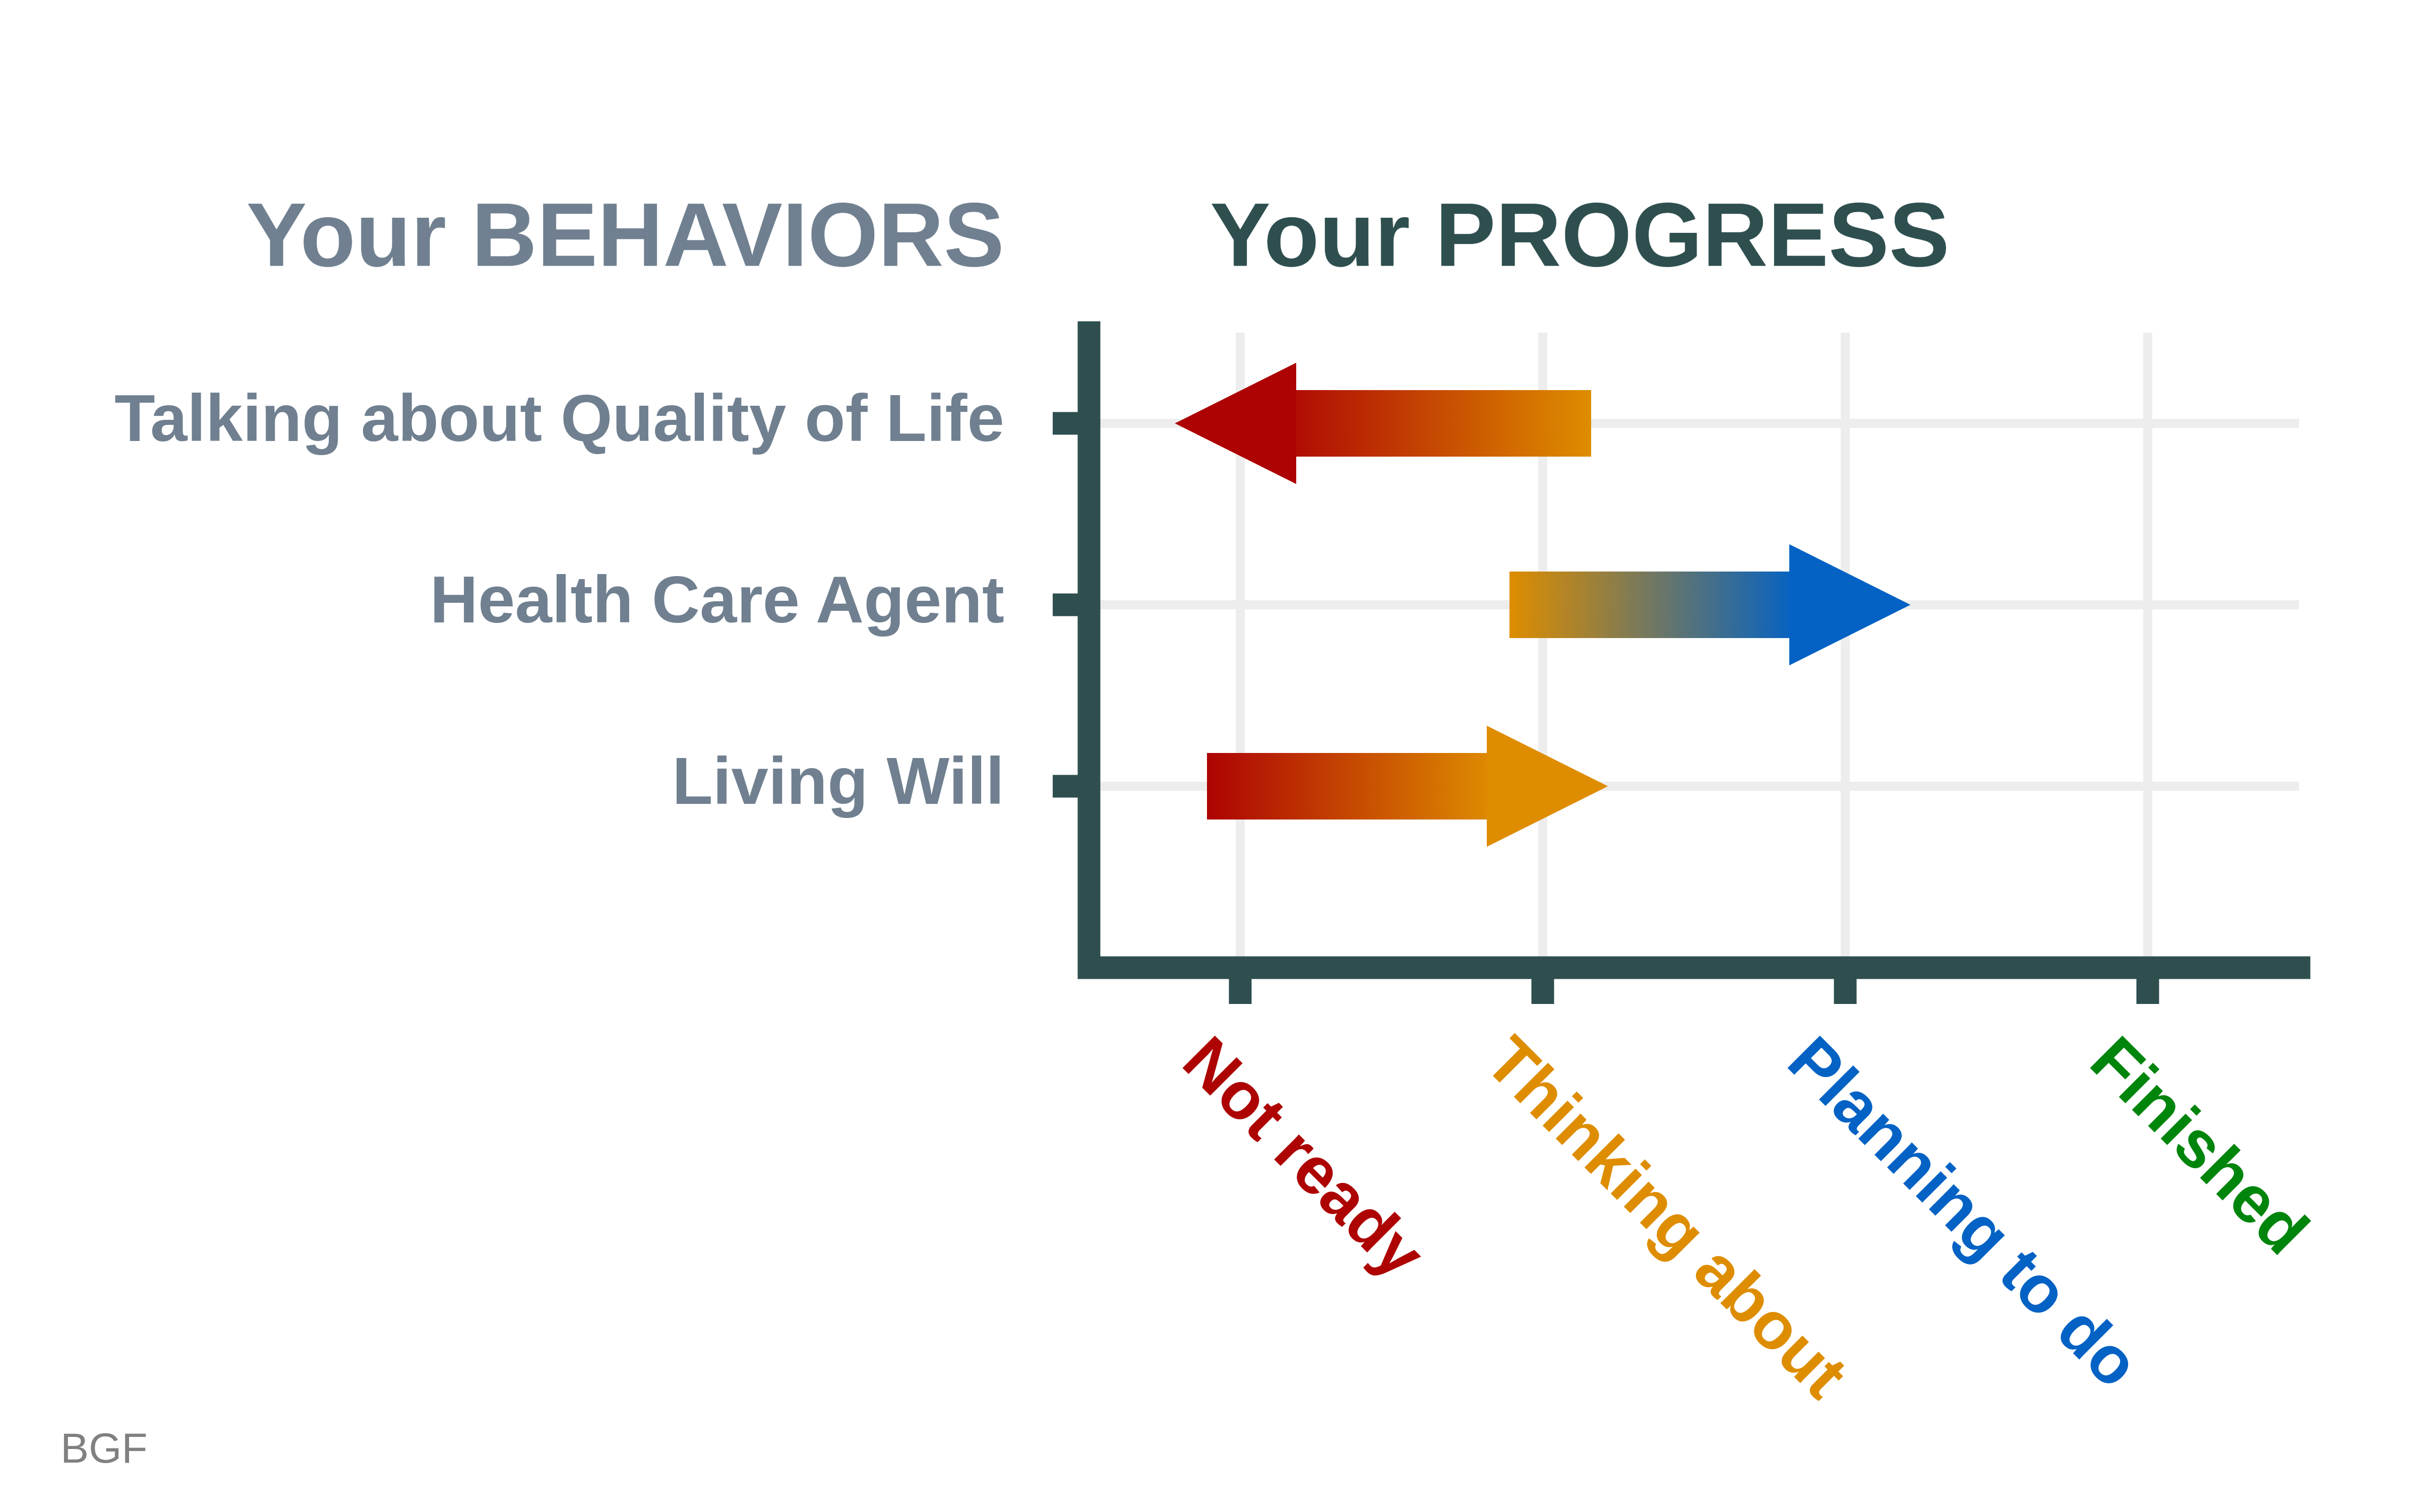 Your BEHAVIORS
Your PROGRESS
Talking about Quality of Life
Health Care Agent
Living Will
Not ready
Thinking about
Planning to do
Finished
BGF